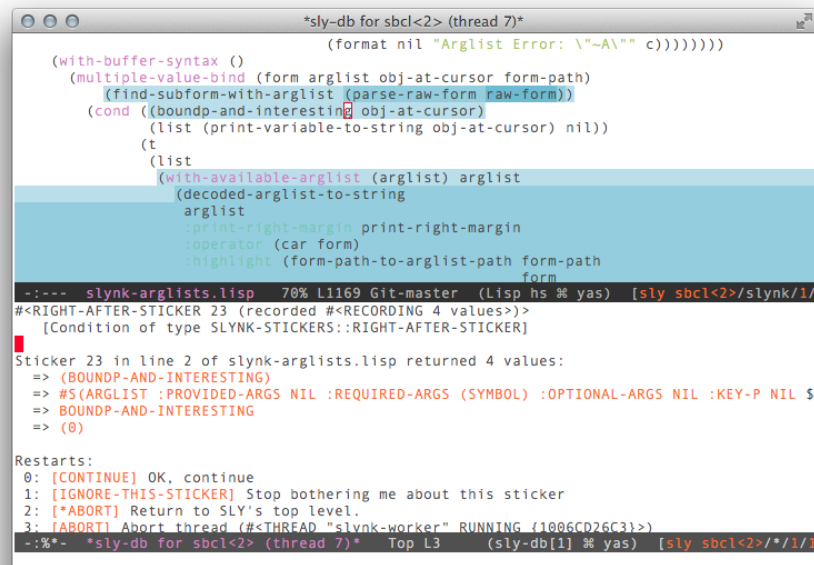 *sly-db for sbcl<2> (thread 7)*
(format nil "Arglist Error: \"~A\"" c))))))))
(with-buffer-syntax ()
(multiple-value-bind (form arglist obj-at-cursor form-path)
(find-subform-with-arglist (parse-raw-form raw-form))
(cond ((boundp-and-interesting obj-at-cursor)
(list (print-variable-to-string obj-at-cursor) nil))
(t
(list
(with-available-arglist (arglist) arglist
(decoded-arglist-to-string
arglist
:print-right-margin print-right-margin
:operator (car form)
:highlight (form-path-to-arglist-path form-path
form
-:--- slynk-arglists.lisp 70% L1169 Git-master (Lisp hs ⌘ yas) [sly sbcl<2>/slynk/1/
#<RIGHT-AFTER-STICKER 23 (recorded #<RECORDING 4 values>)>
[Condition of type SLYNK-STICKERS::RIGHT-AFTER-STICKER]
Sticker 23 in line 2 of slynk-arglists.lisp returned 4 values:
=> (BOUNDP-AND-INTERESTING)
=> #S(ARGLIST :PROVIDED-ARGS NIL :REQUIRED-ARGS (SYMBOL) :OPTIONAL-ARGS NIL :KEY-P NIL $
=> BOUNDP-AND-INTERESTING
=> (0)
Restarts:
0: [CONTINUE] OK, continue
1: [IGNORE-THIS-STICKER] Stop bothering me about this sticker
2: [*ABORT] Return to SLY's top level.
3: [ABORT] Abort thread (#<THREAD "slynk-worker" RUNNING {1006CD26C3}>)
-:%*- *sly-db for sbcl<2> (thread 7)* Top L3 (sly-db[1] ⌘ yas) [sly sbcl<2>/*/1/1